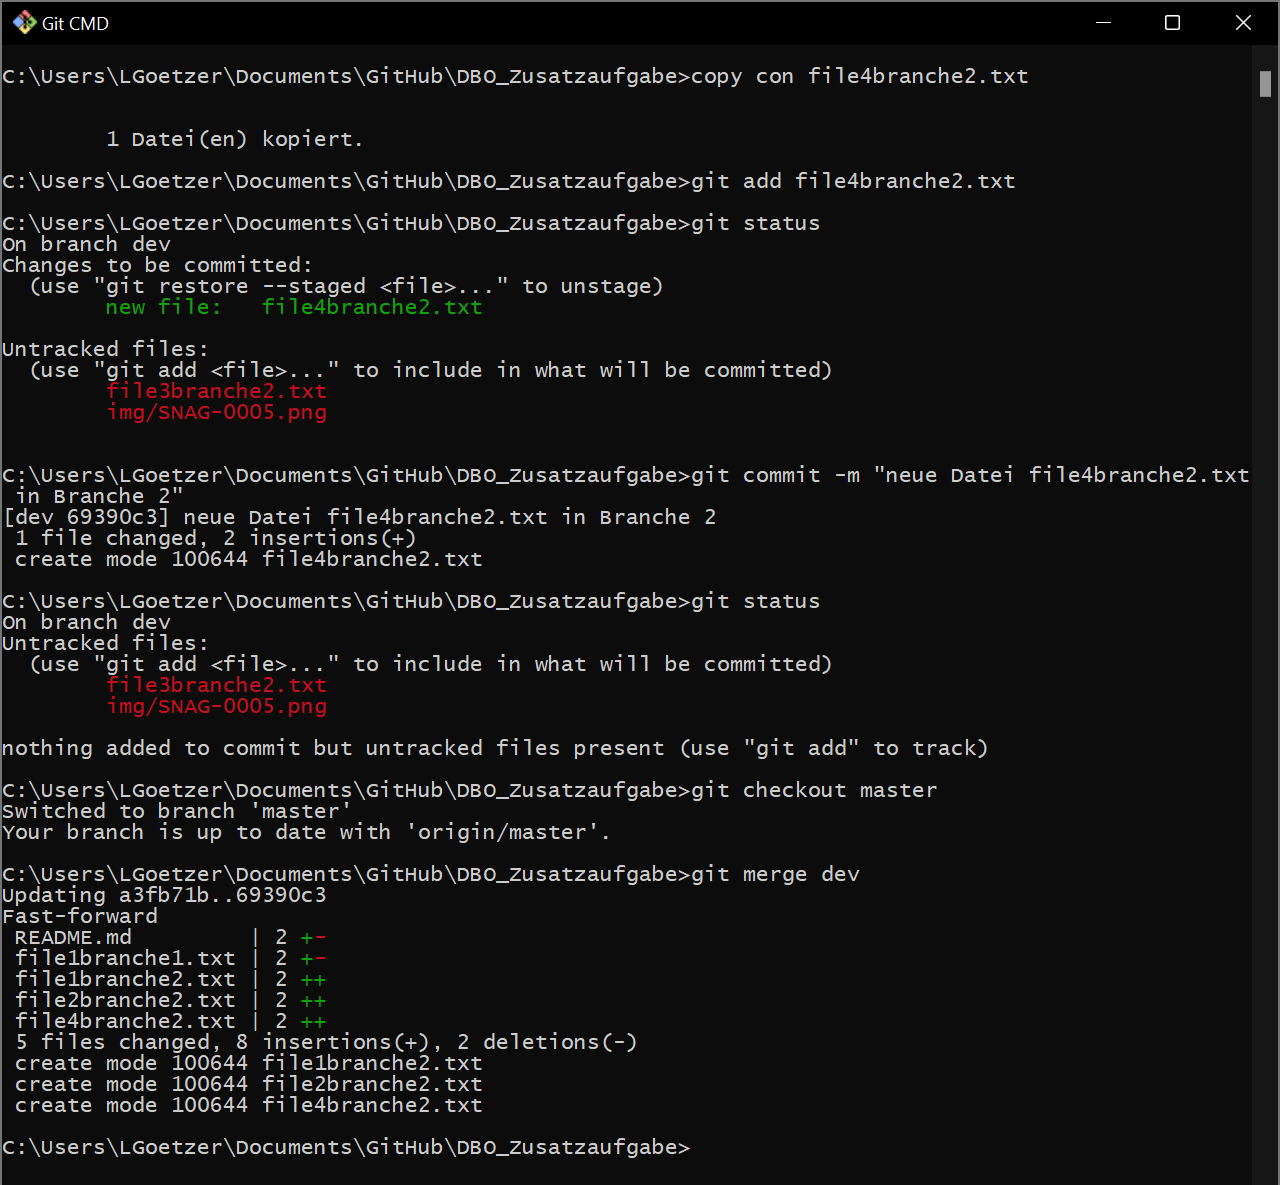 Git CMD
C:\Users\LGoetzer\Documents\GitHub\DBO_Zusatzaufgabe>copy con file4branche2.txt
        1 Datei(en) kopiert.
C:\Users\LGoetzer\Documents\GitHub\DBO_Zusatzaufgabe>git add file4branche2.txt
C:\Users\LGoetzer\Documents\GitHub\DBO_Zusatzaufgabe>git status
On branch dev
Changes to be committed:
  (use "git restore --staged <file>..." to unstage)
        new file:   file4branche2.txt
Untracked files:
  (use "git add <file>..." to include in what will be committed)
        file3branche2.txt
        img/SNAG-0005.png
C:\Users\LGoetzer\Documents\GitHub\DBO_Zusatzaufgabe>git commit -m "neue Datei file4branche2.txt
 in Branche 2"
[dev 69390c3] neue Datei file4branche2.txt in Branche 2
 1 file changed, 2 insertions(+)
 create mode 100644 file4branche2.txt
C:\Users\LGoetzer\Documents\GitHub\DBO_Zusatzaufgabe>git status
On branch dev
Untracked files:
  (use "git add <file>..." to include in what will be committed)
        file3branche2.txt
        img/SNAG-0005.png
nothing added to commit but untracked files present (use "git add" to track)
C:\Users\LGoetzer\Documents\GitHub\DBO_Zusatzaufgabe>git checkout master
Switched to branch 'master'
Your branch is up to date with 'origin/master'.
C:\Users\LGoetzer\Documents\GitHub\DBO_Zusatzaufgabe>git merge dev
Updating a3fb71b..69390c3
Fast-forward
 README.md         | 2 +-
 file1branche1.txt | 2 +-
 file1branche2.txt | 2 ++
 file2branche2.txt | 2 ++
 file4branche2.txt | 2 ++
 5 files changed, 8 insertions(+), 2 deletions(-)
 create mode 100644 file1branche2.txt
 create mode 100644 file2branche2.txt
 create mode 100644 file4branche2.txt
C:\Users\LGoetzer\Documents\GitHub\DBO_Zusatzaufgabe>